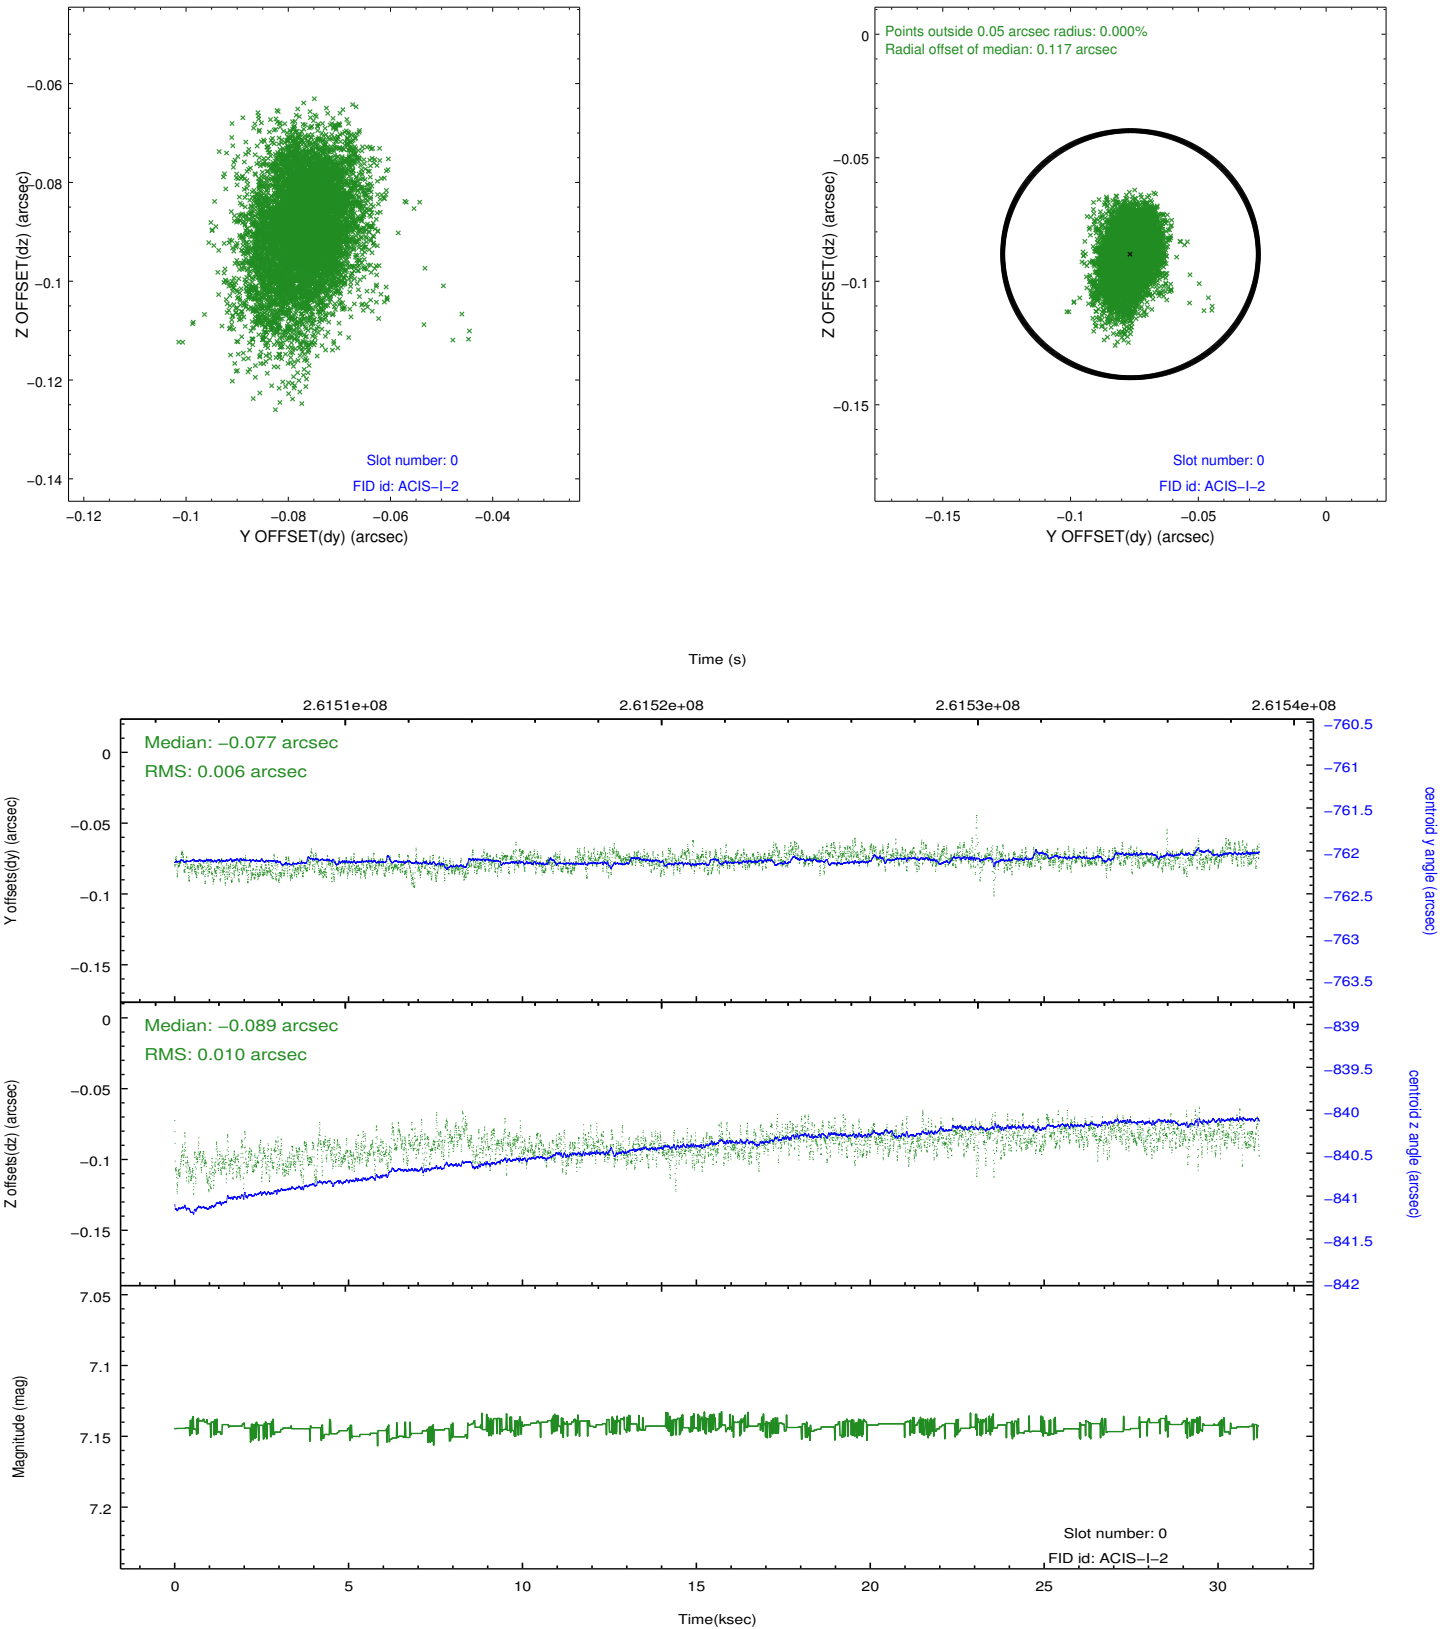 −0.06
−0.08
−0.1
−0.12
−0.14
Z OFFSET(dz) (arcsec)
Slot number: 0
FID id: ACIS−I−2
−0.12
−0.1
−0.08
−0.06
−0.04
Y OFFSET(dy) (arcsec)
Points outside 0.05 arcsec radius: 0.000%
Radial offset of median: 0.117 arcsec
0
−0.05
−0.1
−0.15
Z OFFSET(dz) (arcsec)
Slot number: 0
FID id: ACIS−I−2
−0.15
−0.1
−0.05
0
Y OFFSET(dy) (arcsec)
Time (s)
2.6151e+08
2.6152e+08
2.6153e+08
2.6154e+08
Median: −0.077 arcsec
RMS: 0.006 arcsec
0
−0.05
−0.1
−0.15
Y offsets(dy) (arcsec)
−760.5
−761
−761.5
−762
−762.5
−763
−763.5
centroid y angle (arcsec)
Median: −0.089 arcsec
RMS: 0.010 arcsec
0
−0.05
−0.1
−0.15
Z offsets(dz) (arcsec)
−839
−839.5
−840
−840.5
−841
−841.5
−842
centroid z angle (arcsec)
7.05
7.1
7.15
7.2
Magnitude (mag)
Slot number: 0
FID id: ACIS−I−2
0
5
10
15
20
25
30
Time(ksec)